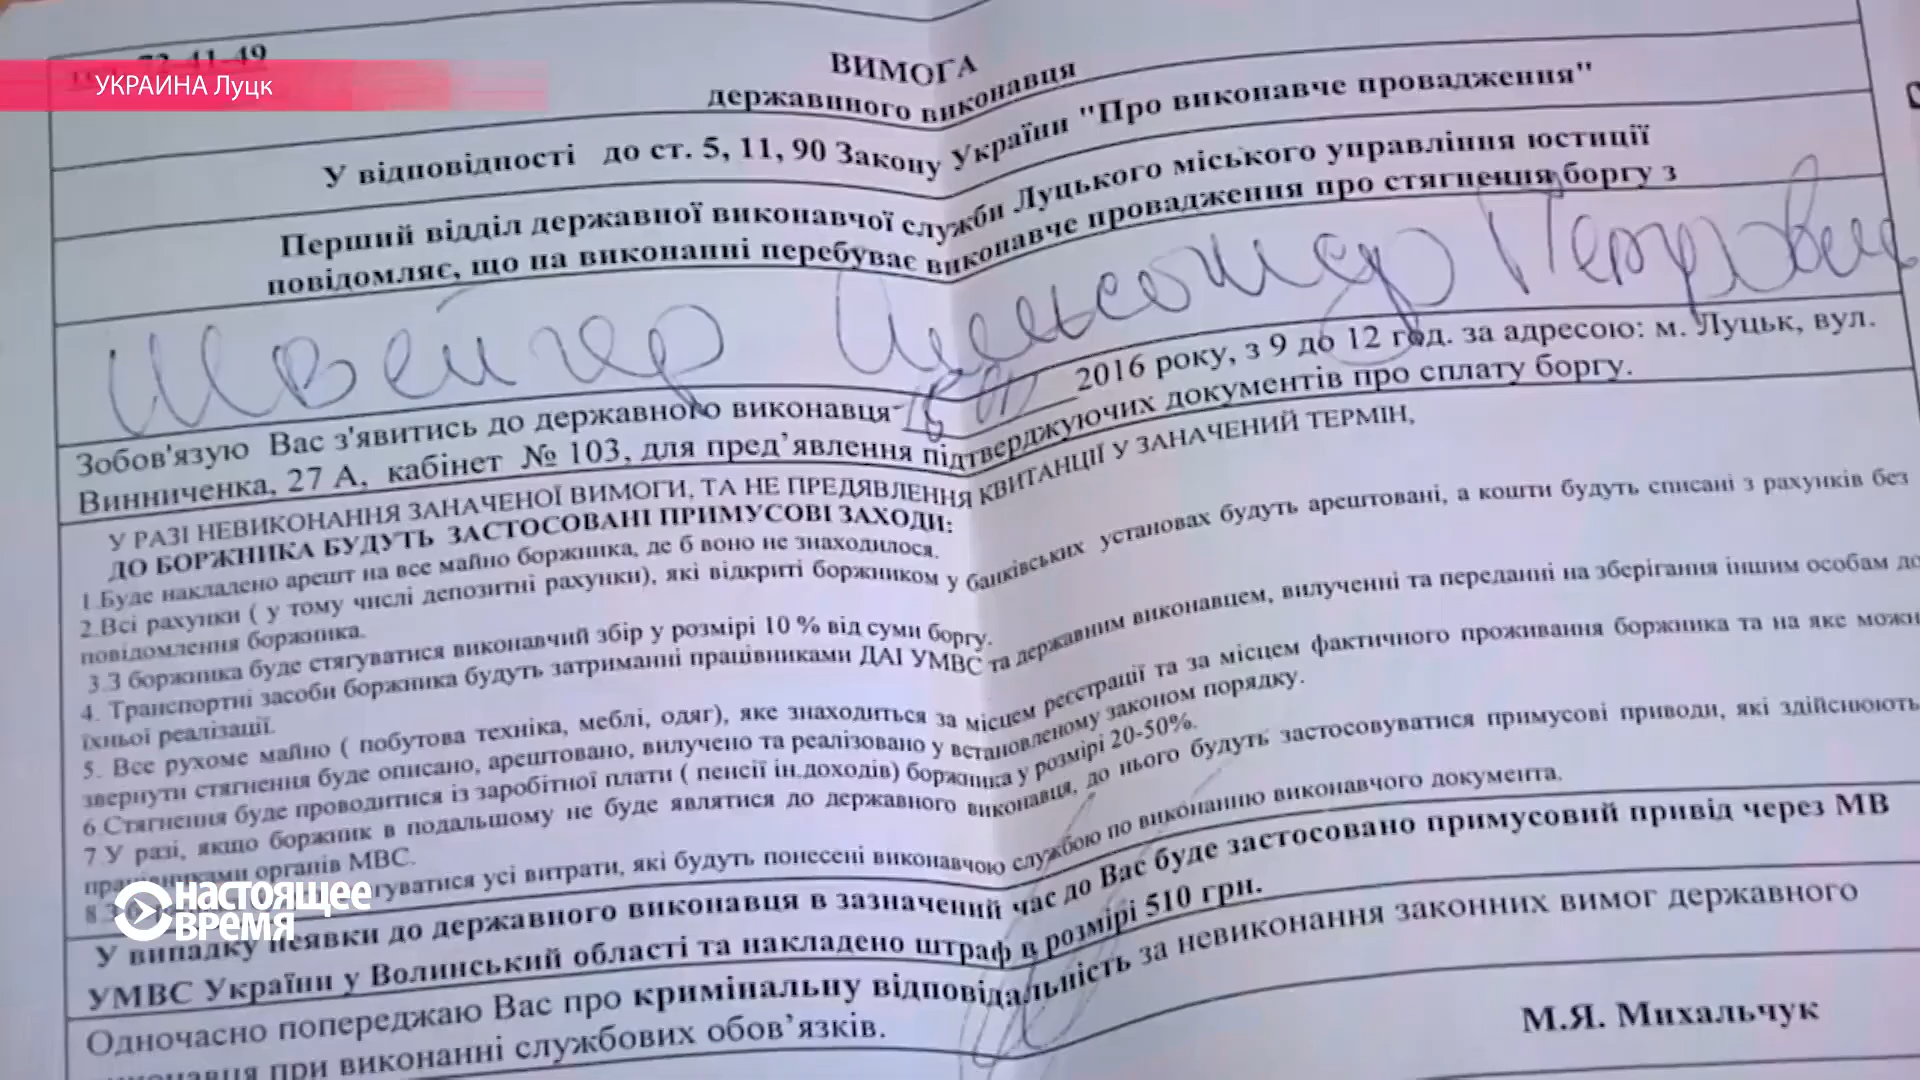 72-41-49
УКРАИНА Луцк
ВИМОГА
державного виконавця
У відповідності до ст. 5, 11, 90 Закону України "Про виконавче провадження"
Перший відділ державної виконавчої служби Луцького міського управління юстиції
повідомляє, що на виконанні перебуває виконавче провадження про стягнення боргу з
Швейгер Олександр Петрович
Зобов'язую Вас з'явитись до державного виконавця 2016 року, з 9 до 12 год. за адресою: м. Луцьк, вул.
Винниченка, 27 А, кабінет № 103, для пред’явлення підтверджуючих документів про сплату боргу.
У РАЗІ НЕВИКОНАННЯ ЗАНАЧЕНОЇ ВИМОГИ, ТА НЕ ПРЕДЯВЛЕННЯ КВИТАНЦІЇ У ЗАНАЧЕНИЙ ТЕРМІН,
ДО БОРЖНИКА БУДУТЬ ЗАСТОСОВАНІ ПРИМУСОВІ ЗАХОДИ:
1.Буде накладено арешт на все майно боржника, де б воно не знаходилося.
2.Всі рахунки ( у тому числі депозитні рахунки), які відкриті боржником у банківських установах будуть арештовані, а кошти будуть списані з рахунків без
повідомлення боржника.
3.З боржника буде стягуватися виконавчий збір у розмірі 10 % від суми боргу.
4. Транспортні засоби боржника будуть затриманні працівниками ДАІ УМВС та державним виконавцем, вилученні та переданні на зберігання іншим особам до
їхньої реалізації.
5. Все рухоме майно ( побутова техніка, меблі, одяг), яке знаходиться за місцем реєстрації та за місцем фактичного проживання боржника та на яке можна
звернути стягнення буде описано, арештовано, вилучено та реалізовано у встановленому законом порядку.
6.Стягнення буде проводитися із заробітної плати ( пенсії ін.доходів) боржника у розмірі 20-50%.
7.У разі, якщо боржник в подальшому не буде являтися до державного виконавця, до нього будуть застосовуватися примусові приводи, які здійснюють
працівниками органів МВС.
8.З усі витрати, які будуть понесені виконавчою службою по виконанню виконавчого документа.
НАСТОЯЩЕЕ
ВРЕМЯ
У випадку неявки до державного виконавця в зазначений час до Вас буде застосовано примусовий привід через МВ
УМВС України у Волинський області та накладено штраф в розмірі 510 грн.
Одночасно попереджаю Вас про кримінальну відповідальність за невиконання законних вимог державного
виконавця при виконанні службових обов’язків.
М.Я. Михальчук